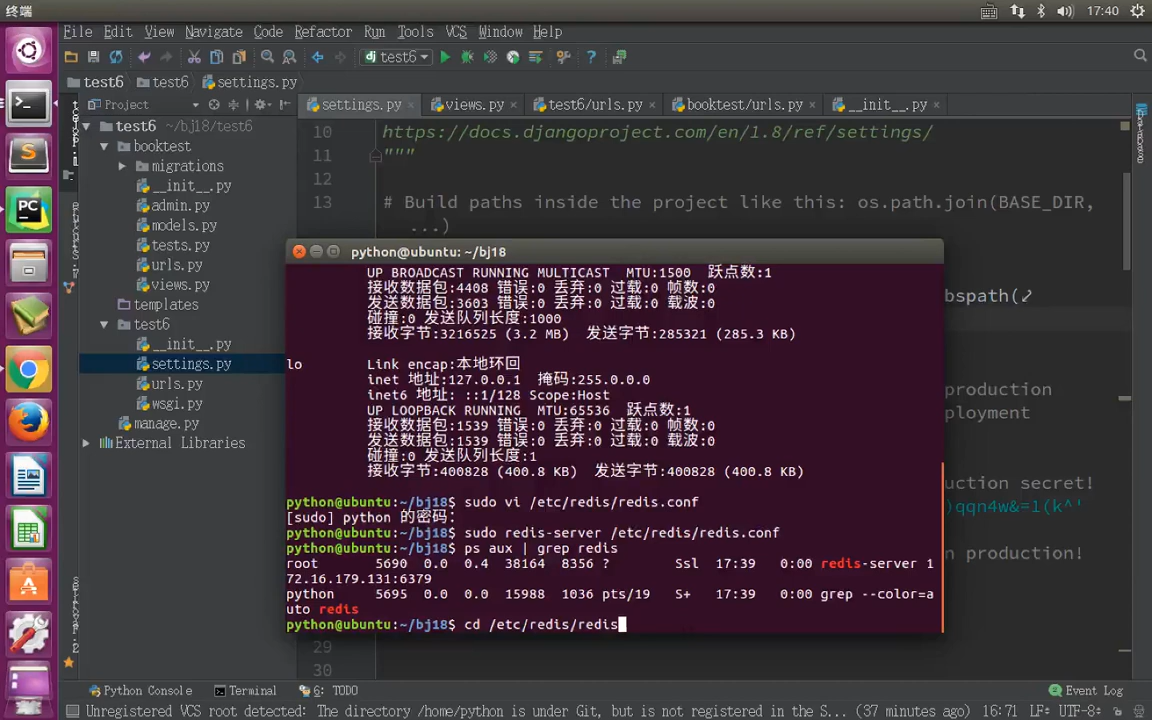 终端
17:40
File Edit View Navigate Code Refactor Run Tools VCS Window Help
test6
test6 test6 settings.py
Project
settings.py views.py test6/urls.py booktest/urls.py __init__.py
test6 ~/bj18/test6
booktest
migrations
__init__.py
admin.py
models.py
tests.py
urls.py
views.py
templates
test6
__init__.py
settings.py
urls.py
wsgi.py
manage.py
External Libraries
10 https://docs.djangoproject.com/en/1.8/ref/settings/
11 """
12
13 # Build paths inside the project like this: os.path.join(BASE_DIR,
...)
bspath(
production
ployment
uction secret!
)qqn4w&=l(k^'
n production!
29
30
python@ubuntu: ~/bj18
UP BROADCAST RUNNING MULTICAST MTU:1500 跃点数:1
接收数据包:4408 错误:0 丢弃:0 过载:0 帧数:0
发送数据包:3603 错误:0 丢弃:0 过载:0 载波:0
碰撞:0 发送队列长度:1000
接收字节:3216525 (3.2 MB) 发送字节:285321 (285.3 KB)
lo Link encap:本地环回
inet 地址:127.0.0.1 掩码:255.0.0.0
inet6 地址: ::1/128 Scope:Host
UP LOOPBACK RUNNING MTU:65536 跃点数:1
接收数据包:1539 错误:0 丢弃:0 过载:0 帧数:0
发送数据包:1539 错误:0 丢弃:0 过载:0 载波:0
碰撞:0 发送队列长度:1
接收字节:400828 (400.8 KB) 发送字节:400828 (400.8 KB)
python@ubuntu:~/bj18$ sudo vi /etc/redis/redis.conf
[sudo] python 的密码:
python@ubuntu:~/bj18$ sudo redis-server /etc/redis/redis.conf
python@ubuntu:~/bj18$ ps aux | grep redis
root 5690 0.0 0.4 38164 8356 ? Ssl 17:39 0:00 redis-server 1
72.16.179.131:6379
python 5695 0.0 0.0 15988 1036 pts/19 S+ 17:39 0:00 grep --color=a
uto redis
python@ubuntu:~/bj18$ cd /etc/redis/redis
Python Console Terminal 6: TODO Event Log
Unregistered VCS root detected: The directory /home/python is under Git, but is not registered in the S... (37 minutes ago) 16:71 LF÷ UTF-8÷